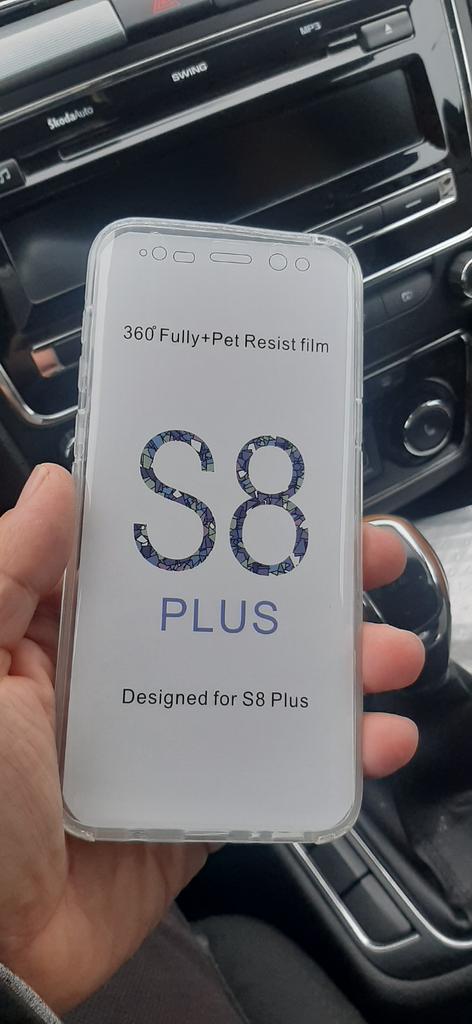 MP3
SWING
ŠkodaAuto
360° Fully+Pet Resist film
S8
PLUS
Designed for S8 Plus